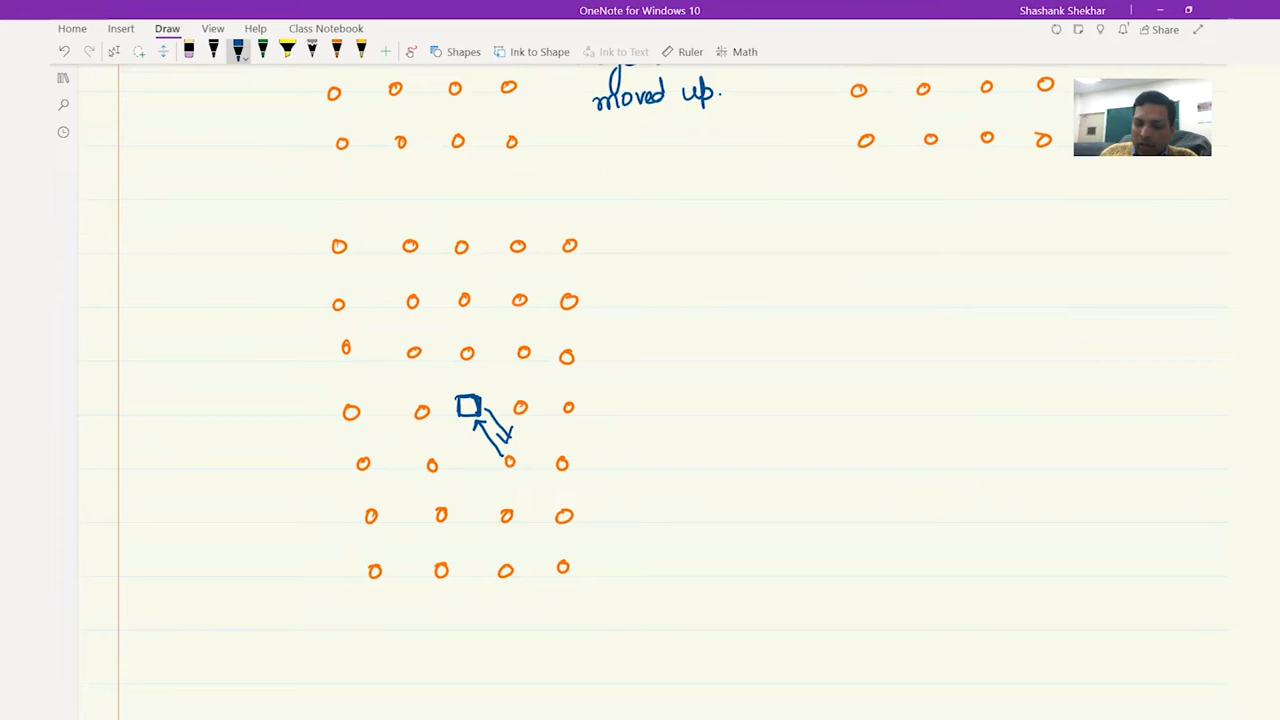 OneNote for Windows 10
Shashank Shekhar
Home Insert Draw View Help Class Notebook
Shapes Ink to Shape Ink to Text Ruler Math Share
moved up.